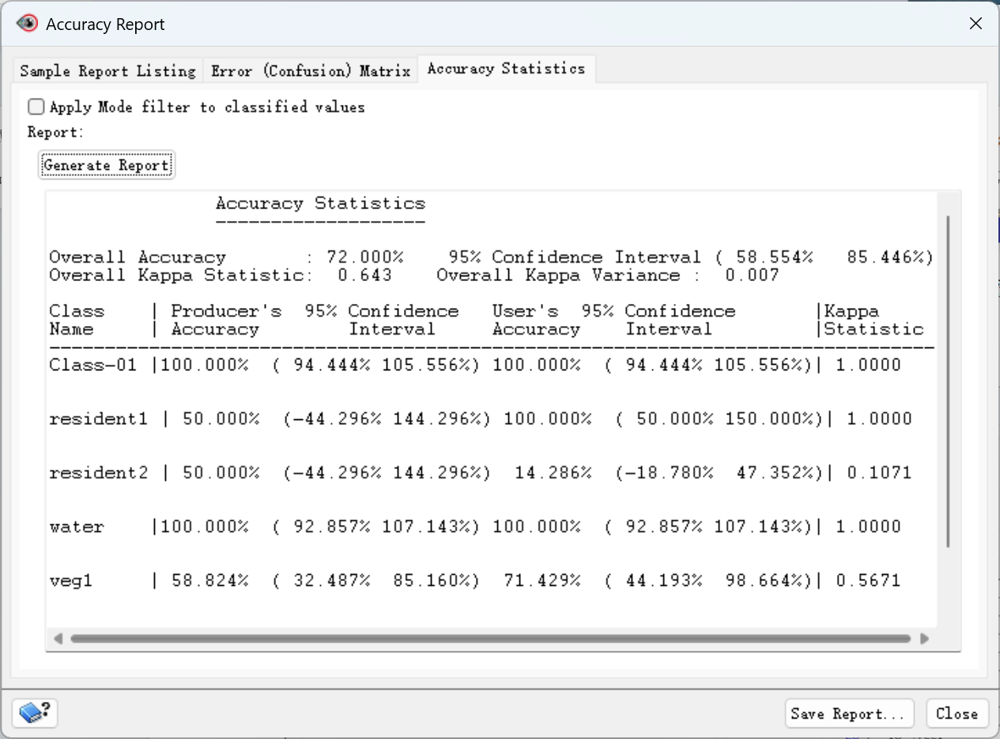 Accuracy Report
Sample Report Listing Error (Confusion) Matrix Accuracy Statistics
Apply Mode filter to classified values
Report:
Generate Report
Accuracy Statistics
-------------------
Overall Accuracy : 72.000% 95% Confidence Interval ( 58.554% 85.446%)
Overall Kappa Statistic: 0.643 Overall Kappa Variance : 0.007
Class | Producer's 95% Confidence User's 95% Confidence |Kappa
Name | Accuracy Interval Accuracy Interval |Statistic
--------------------------------------------------------------------------------
Class-01 |100.000% ( 94.444% 105.556%) 100.000% ( 94.444% 105.556%)| 1.0000
resident1 | 50.000% (-44.296% 144.296%) 100.000% ( 50.000% 150.000%)| 1.0000
resident2 | 50.000% (-44.296% 144.296%) 14.286% (-18.780% 47.352%)| 0.1071
water |100.000% ( 92.857% 107.143%) 100.000% ( 92.857% 107.143%)| 1.0000
veg1 | 58.824% ( 32.487% 85.160%) 71.429% ( 44.193% 98.664%)| 0.5671
? Save Report... Close